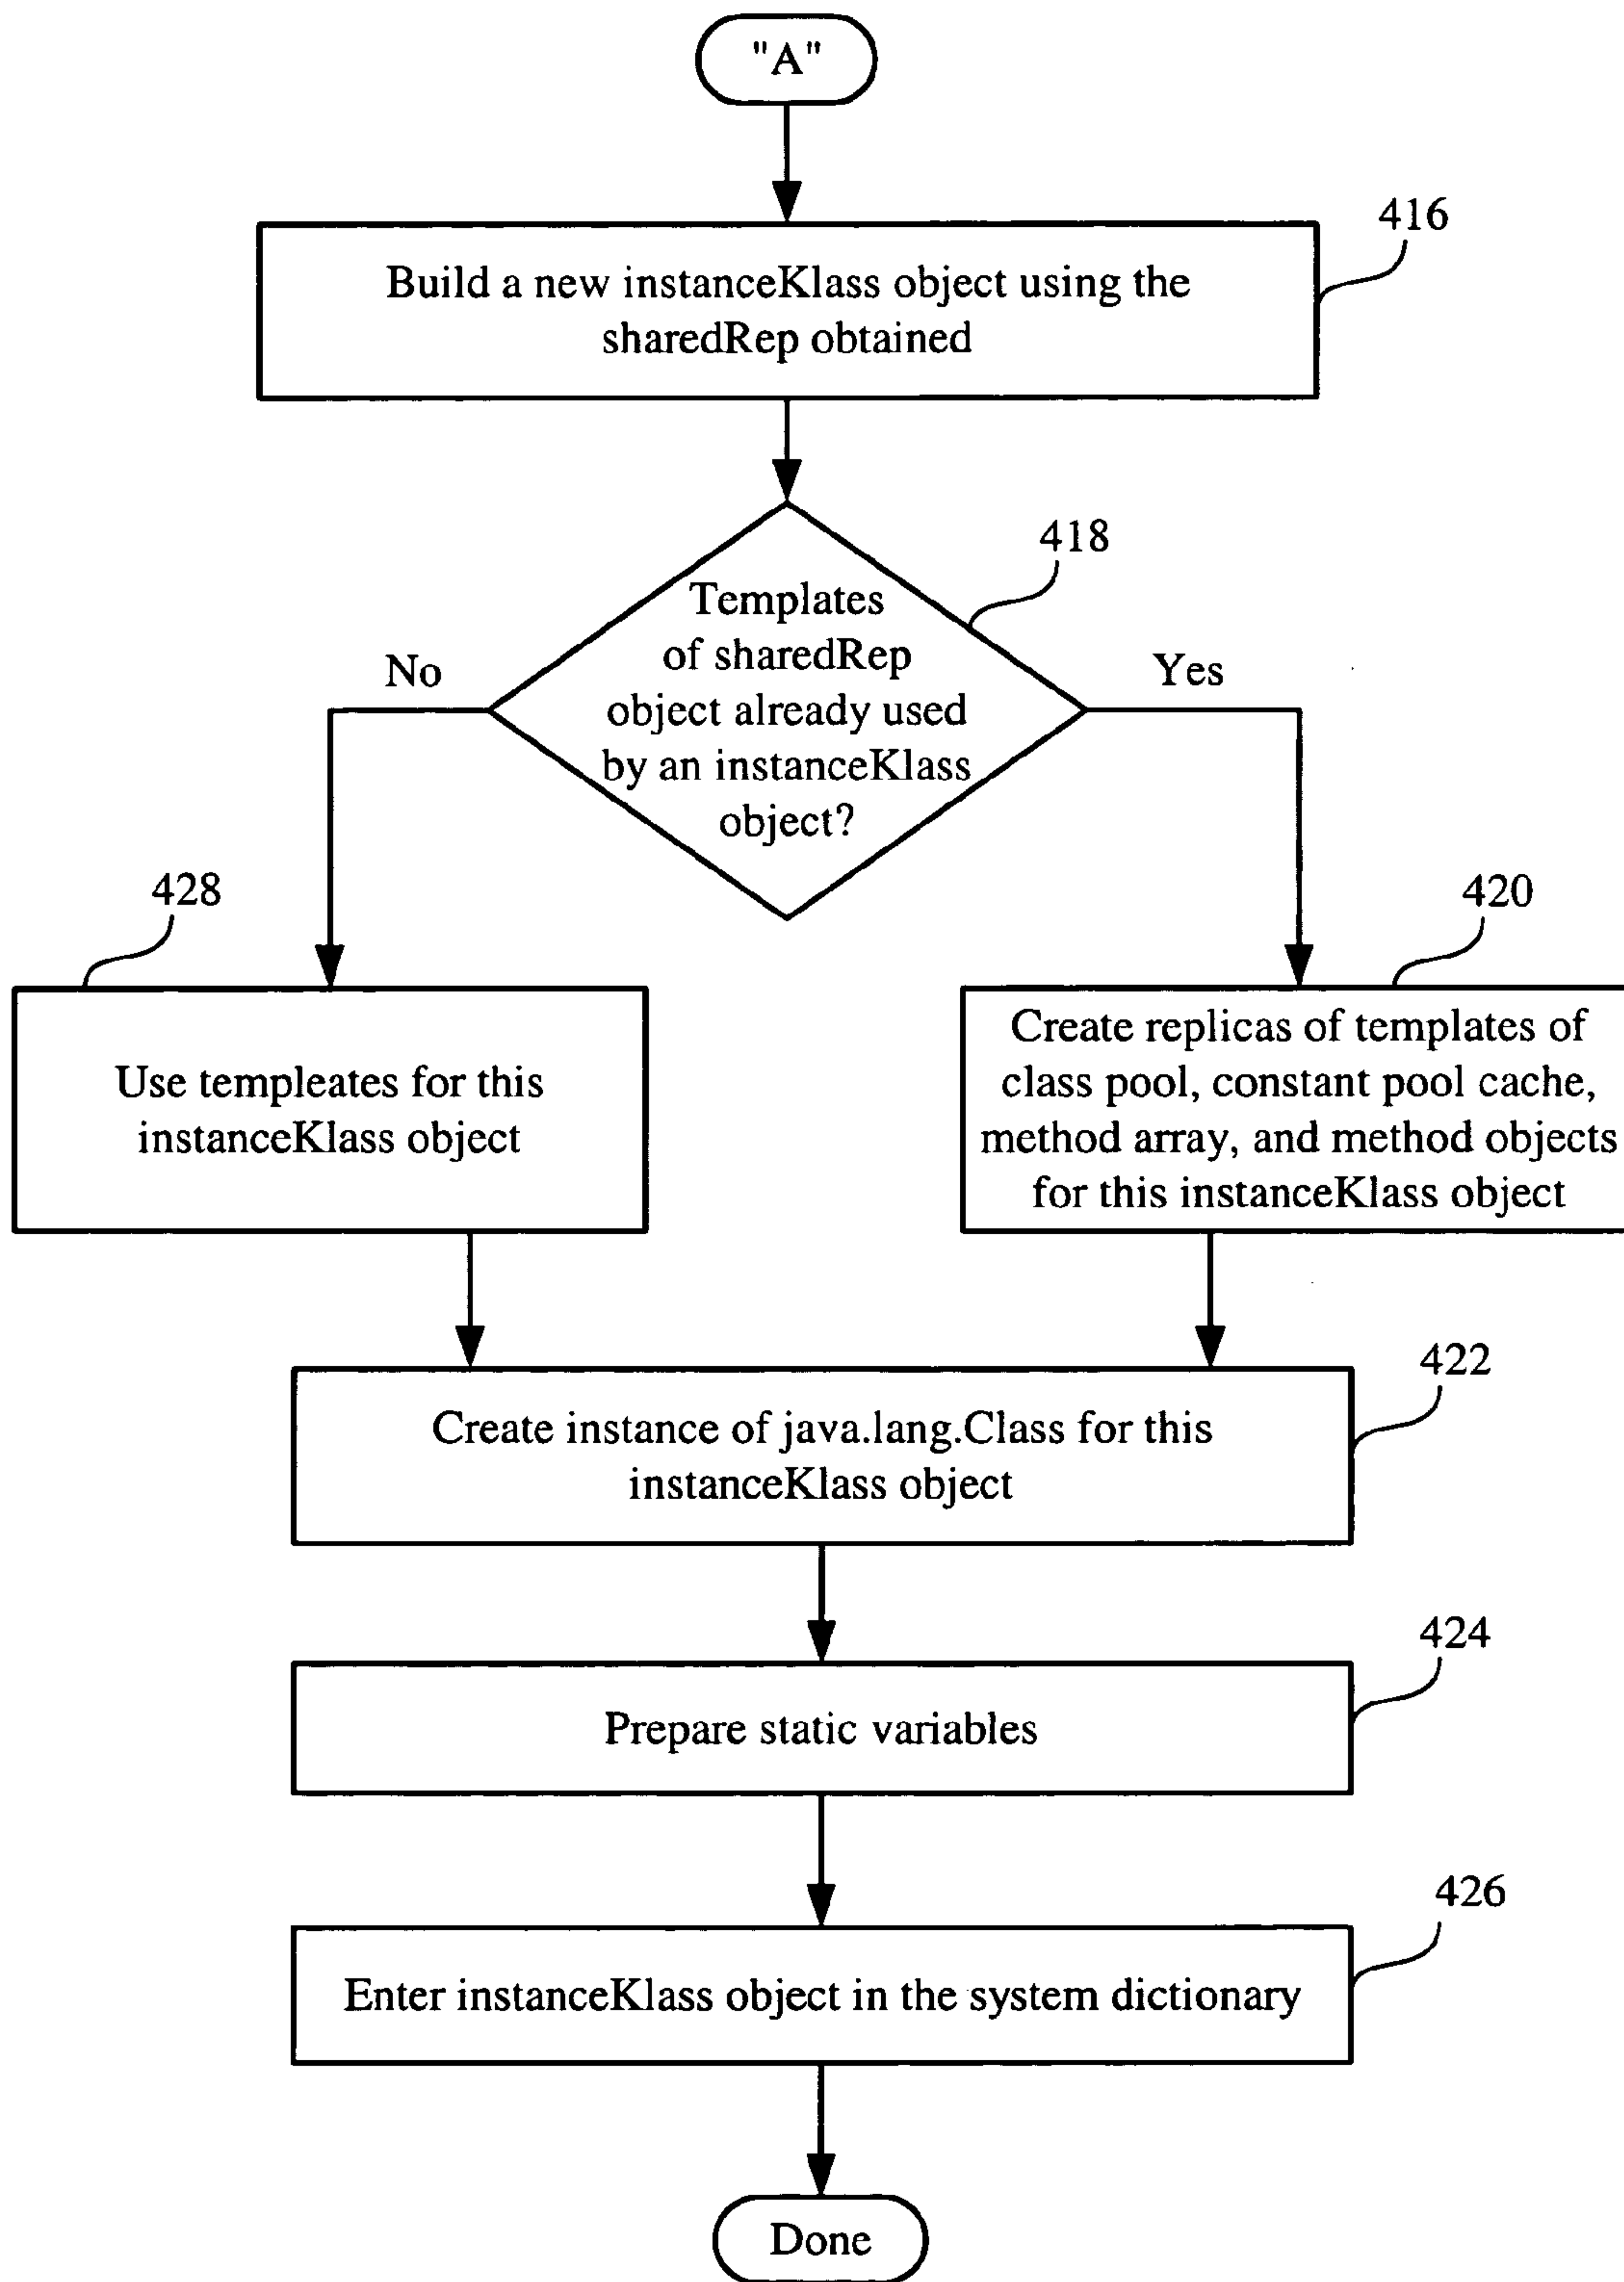 "A"
416
Build a new instanceKlass object using the
sharedRep obtained
418
Templates
of sharedRep
object already used
by an instanceKlass
object?
No
Yes
428
420
Use templeates for this
instanceKlass object
Create replicas of templates of
class pool, constant pool cache,
method array, and method objects
for this instanceKlass object
422
Create instance of java.lang.Class for this
instanceKlass object
424
Prepare static variables
426
Enter instanceKlass object in the system dictionary
Done